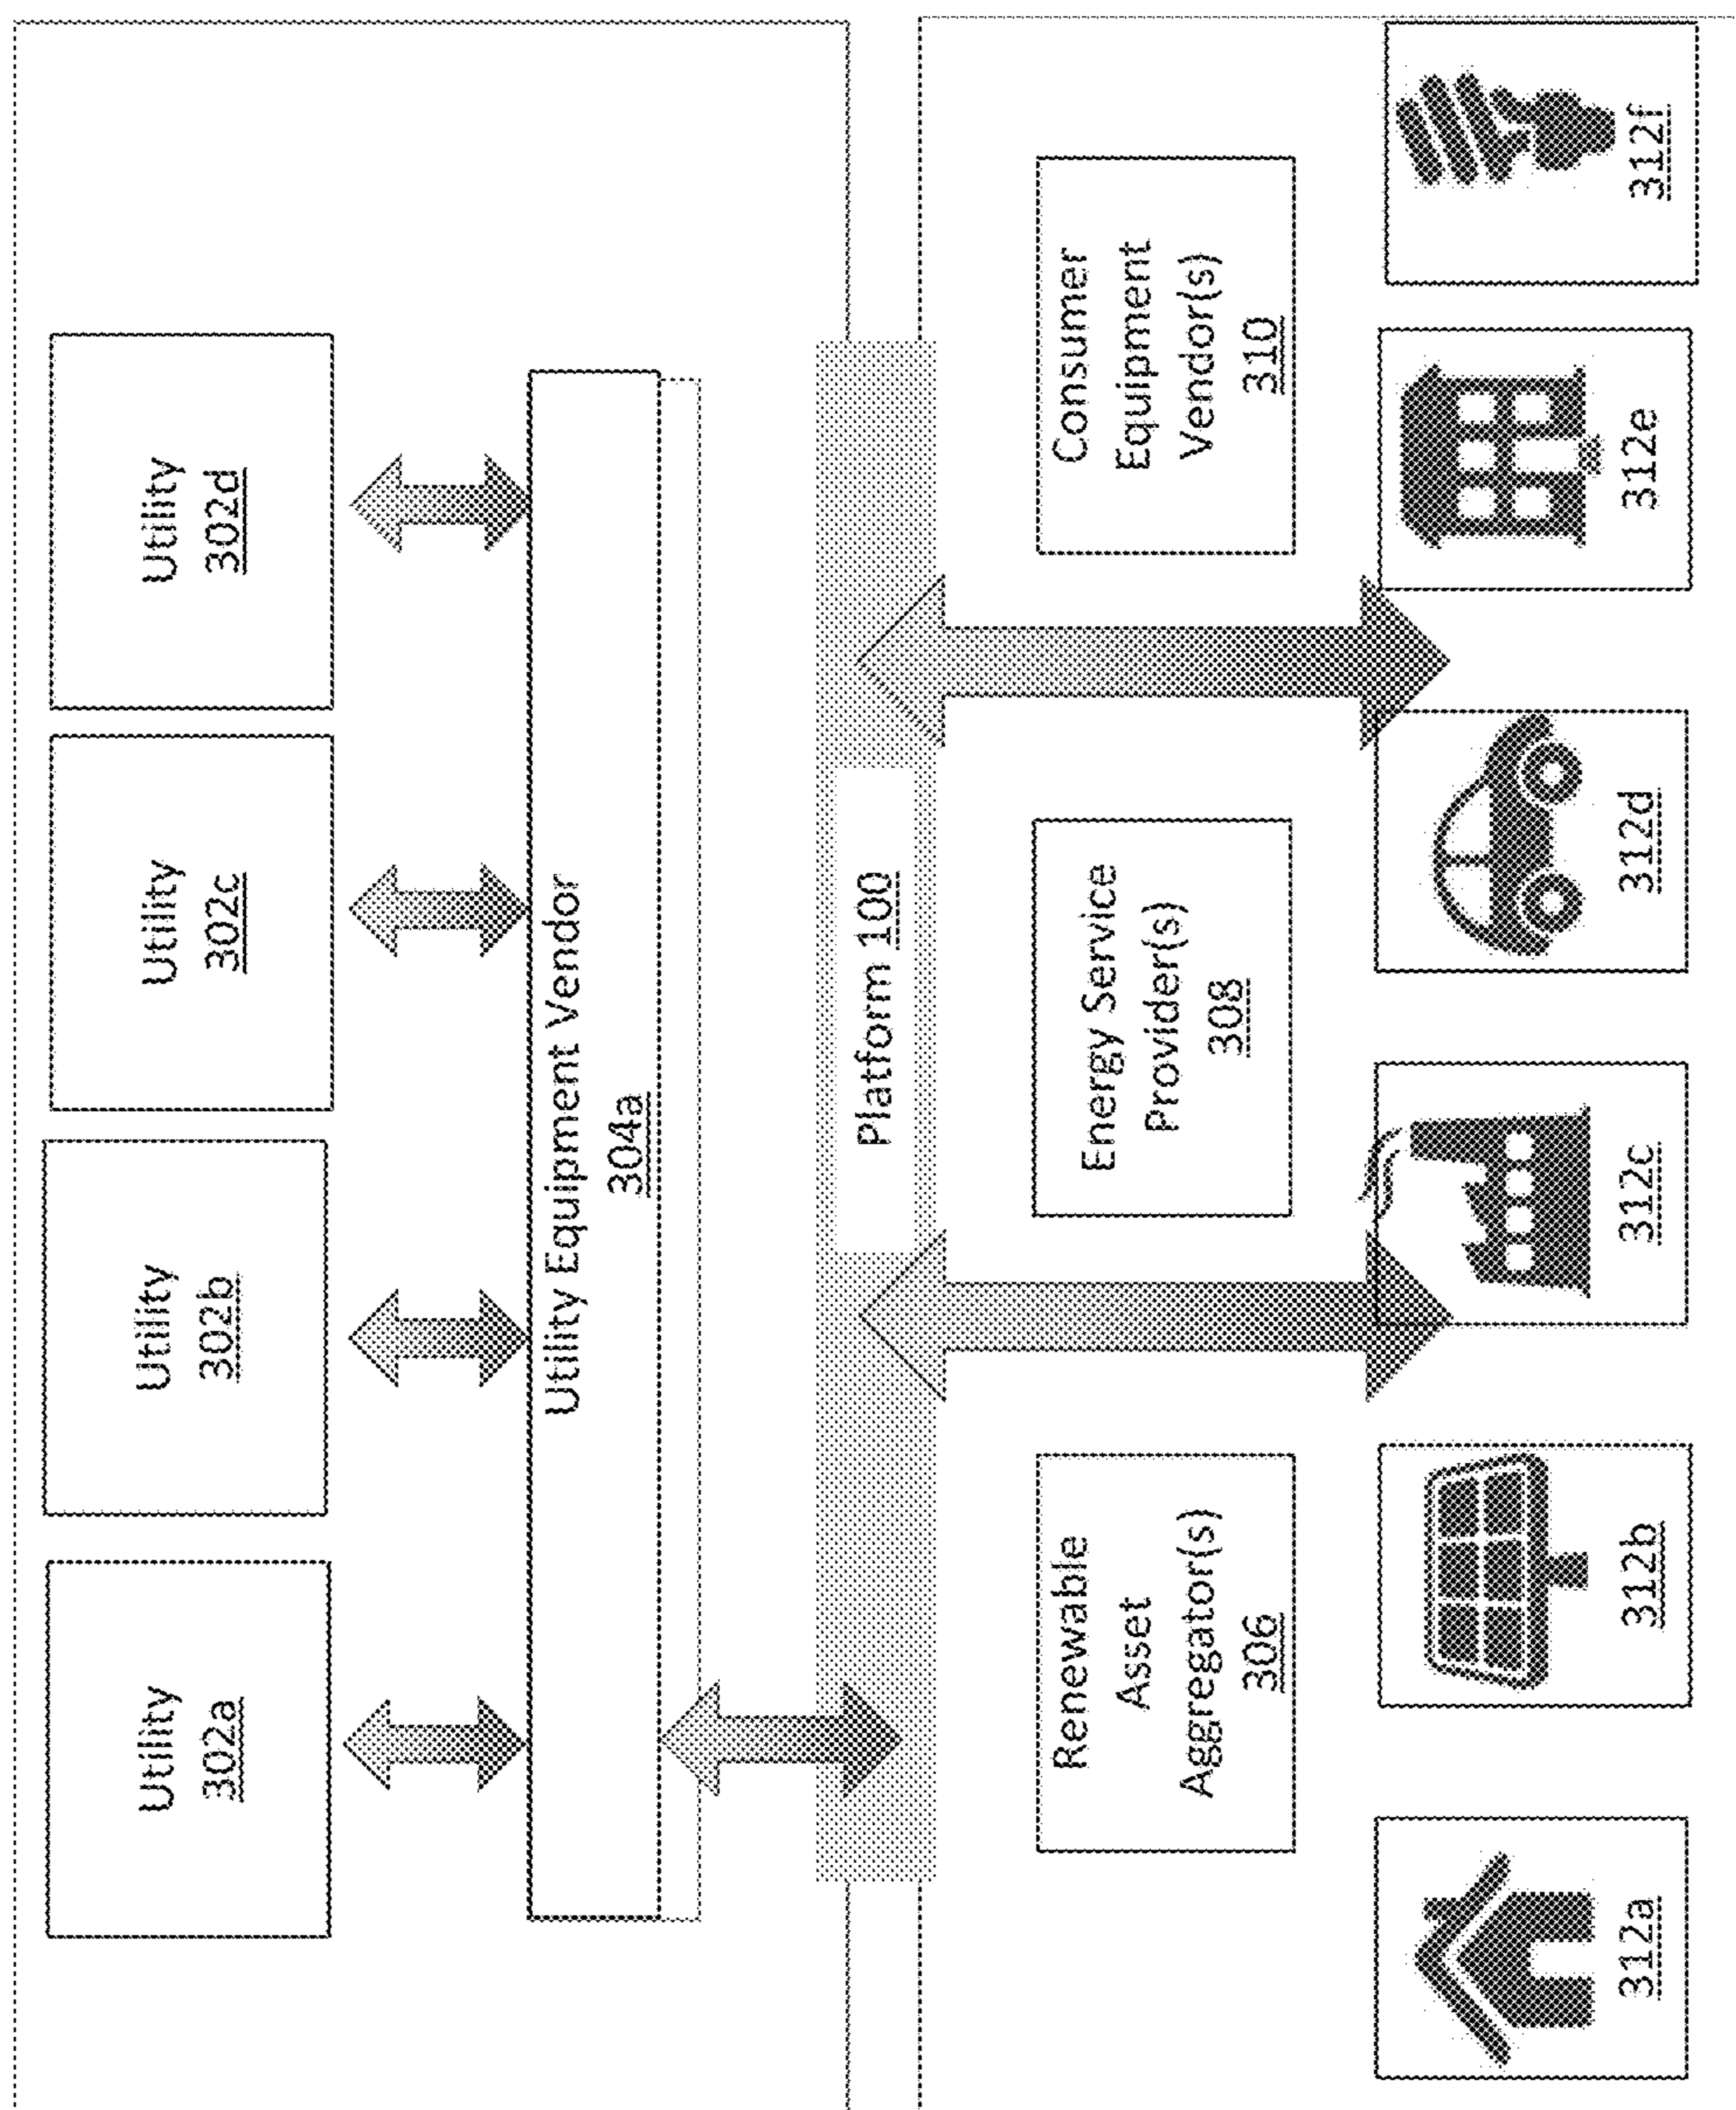 Utility
302a
Utility
302b
Utility
302c
Utility
302d
Utility Equipment Vendor
304a
Platform 100
Renewable
Asset
Aggregator(s)
306
Energy Service
Provider(s)
308
Consumer
Equipment
Vendor(s)
310
312a
312b
312c
312d
312e
312f